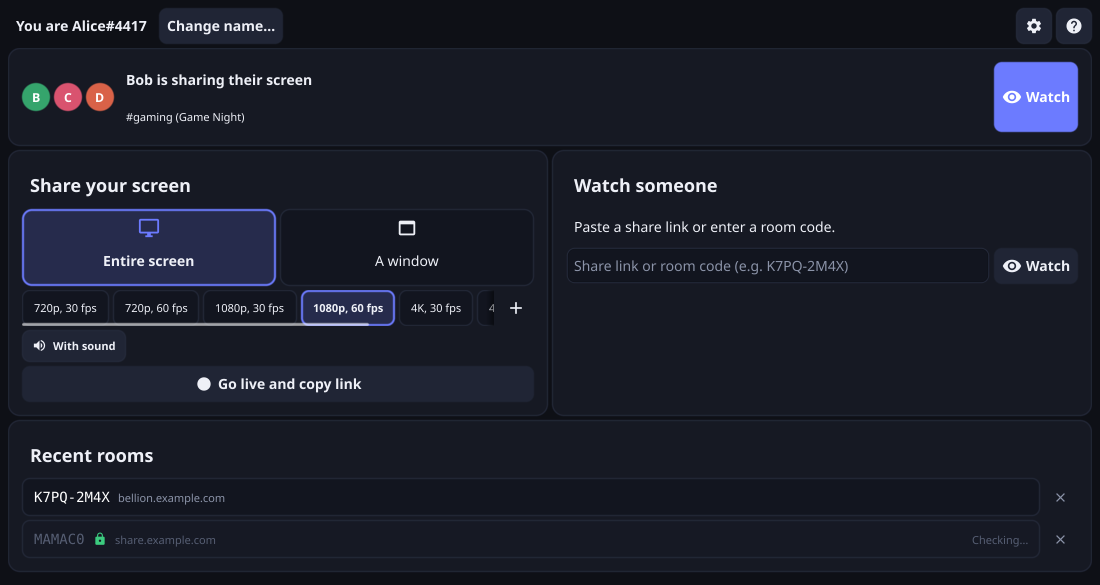 You are Alice#4417
Change name...
B C D
Bob is sharing their screen
#gaming (Game Night)
Watch
Share your screen
Entire screen
A window
720p, 30 fps
720p, 60 fps
1080p, 30 fps
1080p, 60 fps
4K, 30 fps
4
With sound
Go live and copy link
Watch someone
Paste a share link or enter a room code.
Share link or room code (e.g. K7PQ-2M4X)
Watch
Recent rooms
K7PQ-2M4X bellion.example.com
MAMAC0 share.example.com Checking...